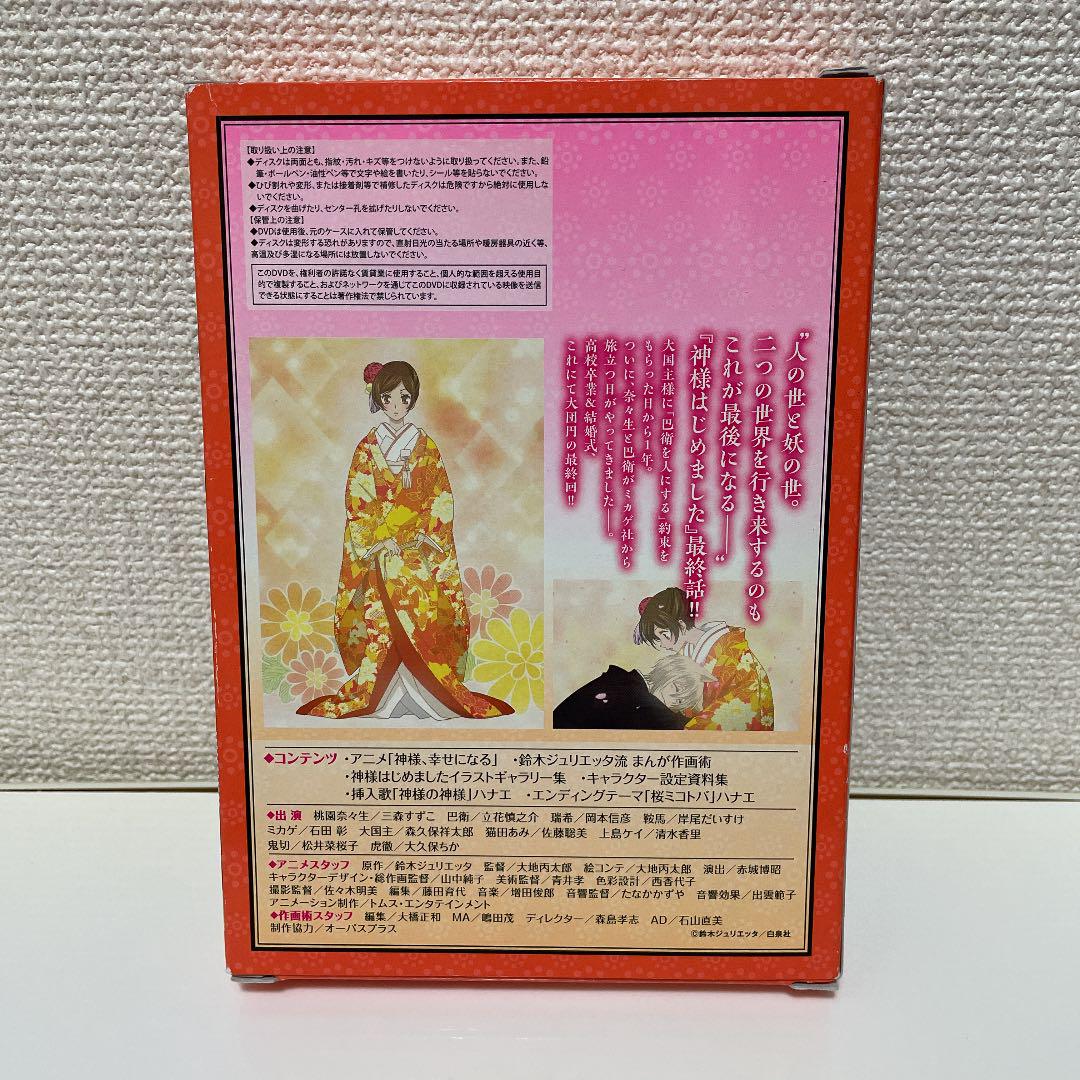 【取り扱い上の注意】
◆ディスクは両面とも、指紋・汚れ・キズ等をつけないように取り扱ってください。また、鉛
筆・ボールペン・油性ペン等で文字や絵を書いたり、シール等を貼らないでください。
◆ひび割れや変形、または接着剤等で補修したディスクは危険ですから絶対に使用しな
いでください。
◆ディスクを曲げたり、センター孔を拡げたりしないでください。
【保管上の注意】
◆DVDは使用後、元のケースに入れて保管してください。
◆ディスクは変形する恐れがありますので、直射日光の当たる場所や暖房器具の近く等、
高温及び多湿になる場所には放置しないでください。
このDVDを、権利者の許諾なく賃貸業に使用すること、個人的な範囲を超える使用目
的で複製すること、およびネットワークを通じてこのDVDに収録されている映像を送信
できる状態にすることは著作権法で禁じられています。
"人の世と妖の世。
二つの世界を行き来するのも
これが最後になる――"
『神様はじめました』最終話!!
大国主様に「巴衛を人にする」約束を
もらった日から1年。
ついに、奈々生と巴衛がミカゲ社から
旅立つ日がやってきました――。
高校卒業&結婚式、
これにて大団円の最終回!!
◆コンテンツ ・アニメ「神様、幸せになる」 ・鈴木ジュリエッタ流 まんが作画術
・神様はじめましたイラストギャラリー集 ・キャラクター設定資料集
・挿入歌「神様の神様」ハナエ ・エンディングテーマ「桜ミコトバ」ハナエ
◆出 演 桃園奈々生/三森すずこ 巴衛/立花慎之介 瑞希/岡本信彦 鞍馬/岸尾だいすけ
ミカゲ/石田 彰 大国主/森久保祥太郎 猫田あみ/佐藤聡美 上島ケイ/清水香里
鬼切/松井菜桜子 虎徹/大久保ちか
◆アニメスタッフ 原作/鈴木ジュリエッタ 監督/大地丙太郎 絵コンテ/大地丙太郎 演出/赤城博昭
キャラクターデザイン・総作画監督/山中純子 美術監督/青井孝 色彩設計/西香代子
撮影監督/佐々木明美 編集/藤田育代 音楽/増田俊郎 音響監督/たなかかずや 音響効果/出雲範子
アニメーション制作/トムス・エンタテインメント
◆作画術スタッフ 編集/大橋正和 MA/嶋田茂 ディレクター/森島孝志 AD/石山直美
制作協力/オーパスプラス
©鈴木ジュリエッタ/白泉社